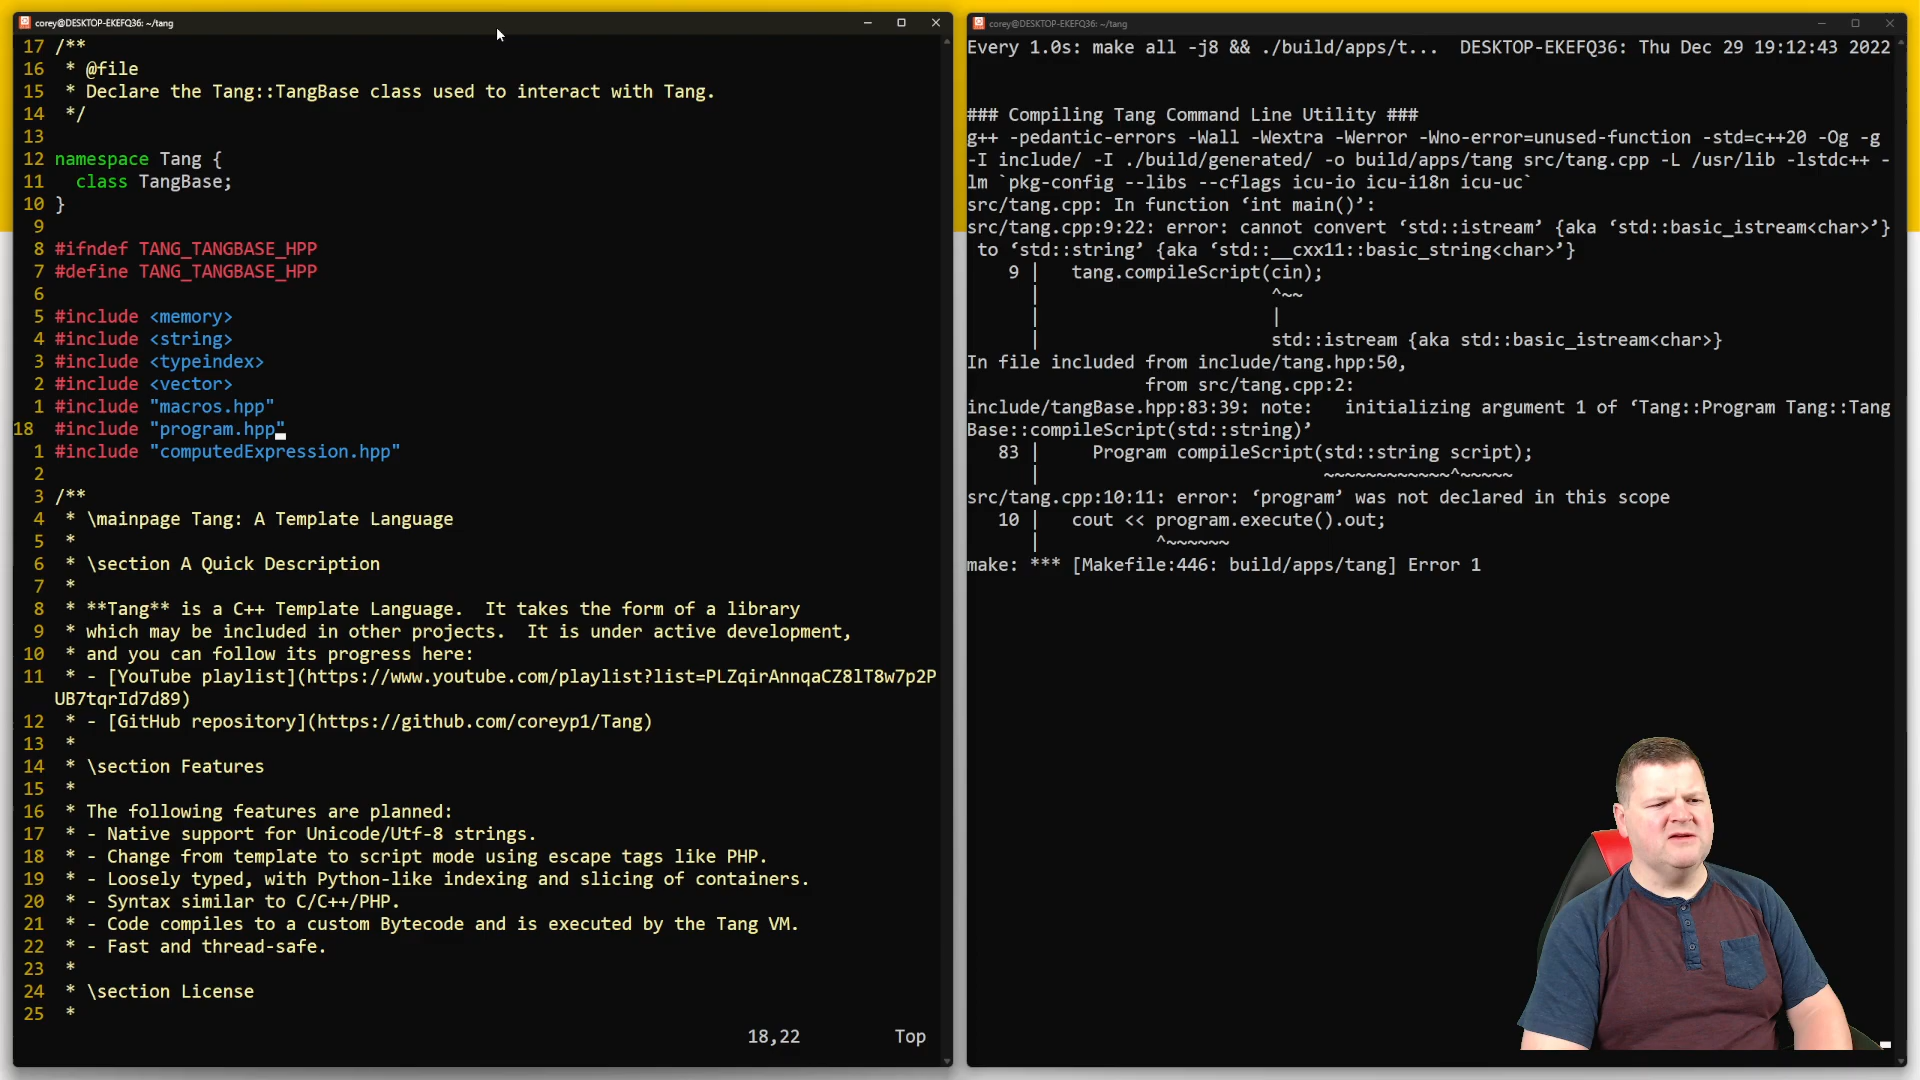 corey@DESKTOP-EKEFQ36: ~/tang
17 /**
16  * @file
15  * Declare the Tang::TangBase class used to interact with Tang.
14  */
13
12 namespace Tang {
11   class TangBase;
10 }
9
8 #ifndef TANG_TANGBASE_HPP
7 #define TANG_TANGBASE_HPP
6
5 #include <memory>
4 #include <string>
3 #include <typeindex>
2 #include <vector>
1 #include "macros.hpp"
18 #include "program.hpp"
1 #include "computedExpression.hpp"
2
3 /**
4  * \mainpage Tang: A Template Language
5  *
6  * \section A Quick Description
7  *
8  * **Tang** is a C++ Template Language.  It takes the form of a library
9  * which may be included in other projects.  It is under active development,
10  * and you can follow its progress here:
11  * - [YouTube playlist](https://www.youtube.com/playlist?list=PLZqirAnnqaCZ8lT8w7p2P
UB7tqrId7d89)
12  * - [GitHub repository](https://github.com/coreyp1/Tang)
13  *
14  * \section Features
15  *
16  * The following features are planned:
17  * - Native support for Unicode/Utf-8 strings.
18  * - Change from template to script mode using escape tags like PHP.
19  * - Loosely typed, with Python-like indexing and slicing of containers.
20  * - Syntax similar to C/C++/PHP.
21  * - Code compiles to a custom Bytecode and is executed by the Tang VM.
22  * - Fast and thread-safe.
23  *
24  * \section License
25  *
18,22 Top
corey@DESKTOP-EKEFQ36: ~/tang
Every 1.0s: make all -j8 && ./build/apps/t...  DESKTOP-EKEFQ36: Thu Dec 29 19:12:43 2022
### Compiling Tang Command Line Utility ###
g++ -pedantic-errors -Wall -Wextra -Werror -Wno-error=unused-function -std=c++20 -Og -g
-I include/ -I ./build/generated/ -o build/apps/tang src/tang.cpp -L /usr/lib -lstdc++ -
lm `pkg-config --libs --cflags icu-io icu-i18n icu-uc`
src/tang.cpp: In function ‘int main()’:
src/tang.cpp:9:22: error: cannot convert ‘std::istream’ {aka ‘std::basic_istream<char>’}
 to ‘std::string’ {aka ‘std::__cxx11::basic_string<char>’}
    9 |   tang.compileScript(cin);
      |                      ^~~
      |                      |
      |                      std::istream {aka std::basic_istream<char>}
In file included from include/tang.hpp:50,
                 from src/tang.cpp:2:
include/tangBase.hpp:83:39: note:   initializing argument 1 of ‘Tang::Program Tang::Tang
Base::compileScript(std::string)’
   83 |     Program compileScript(std::string script);
      |                           ~~~~~~~~~~~~^~~~~~
src/tang.cpp:10:11: error: ‘program’ was not declared in this scope
   10 |   cout << program.execute().out;
      |           ^~~~~~~
make: *** [Makefile:446: build/apps/tang] Error 1